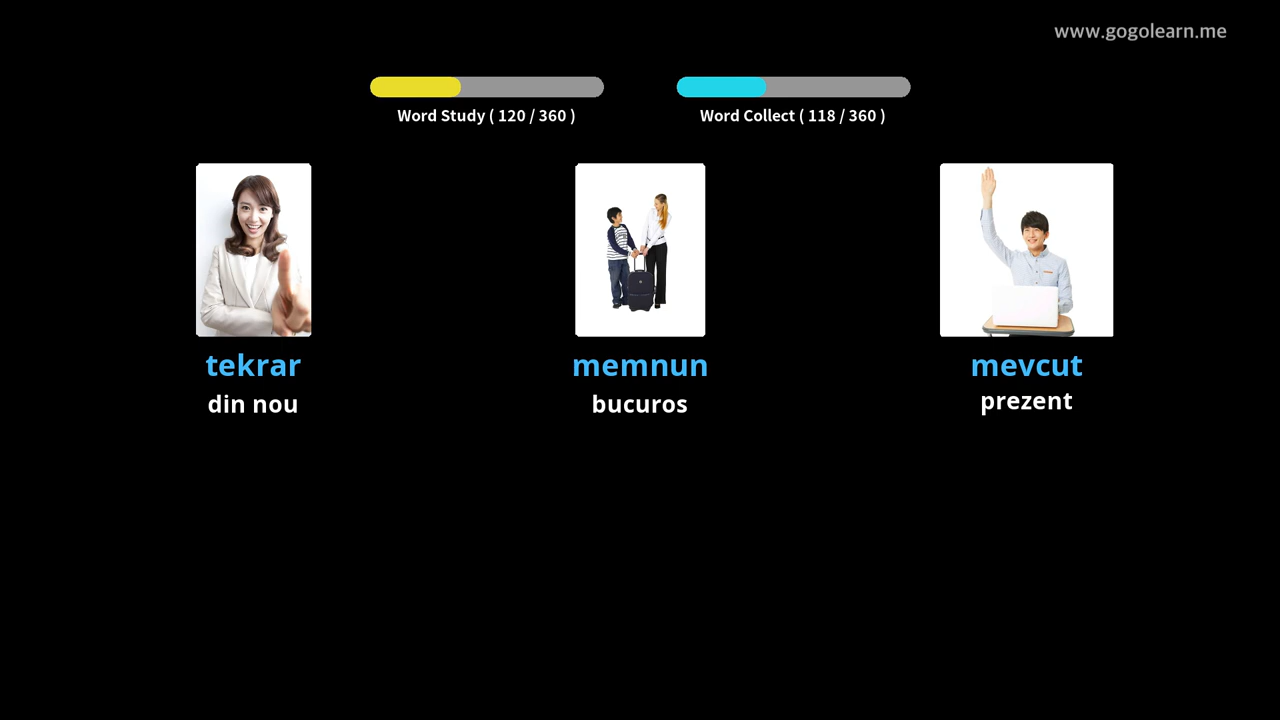 www.gogolearn.me
Word Study ( 120 / 360 )
Word Collect ( 118 / 360 )
tekrar
din nou
memnun
bucuros
mevcut
prezent